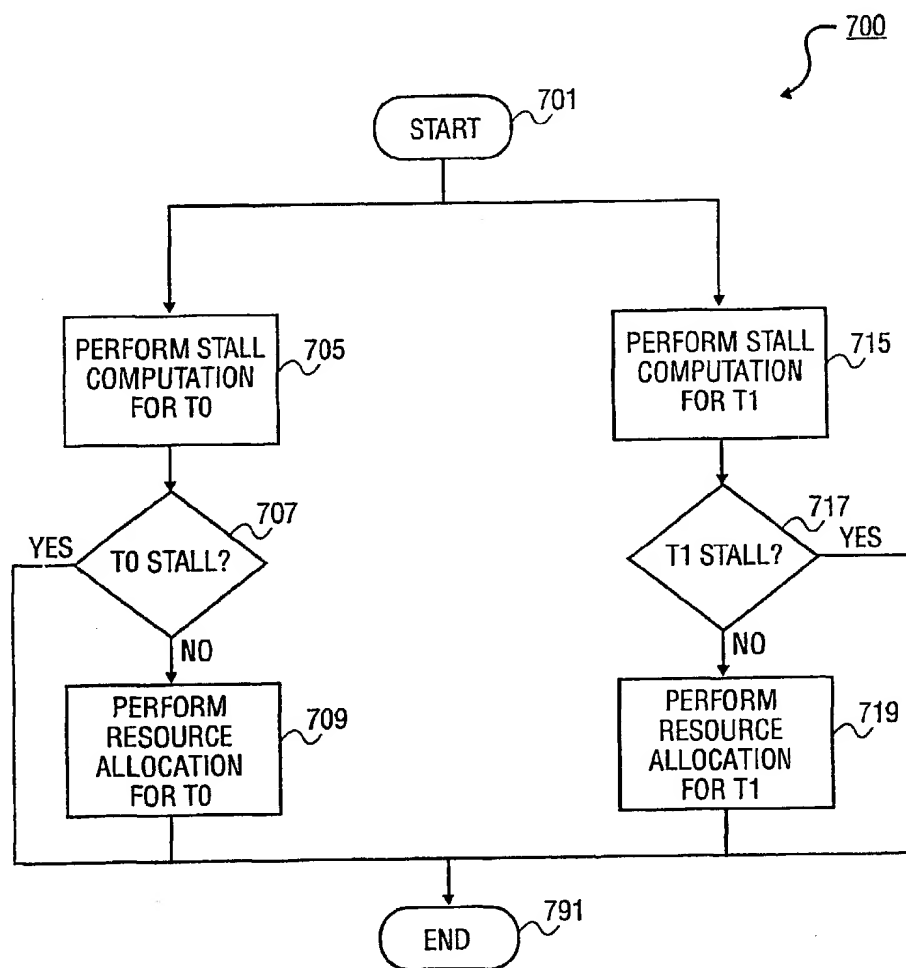 700
START
701
PERFORM STALL
COMPUTATION
FOR T0
705
PERFORM STALL
COMPUTATION
FOR T1
715
T0 STALL?
707
YES
NO
T1 STALL?
717
YES
NO
PERFORM
RESOURCE
ALLOCATION
FOR T0
709
PERFORM
RESOURCE
ALLOCATION
FOR T1
719
END
791